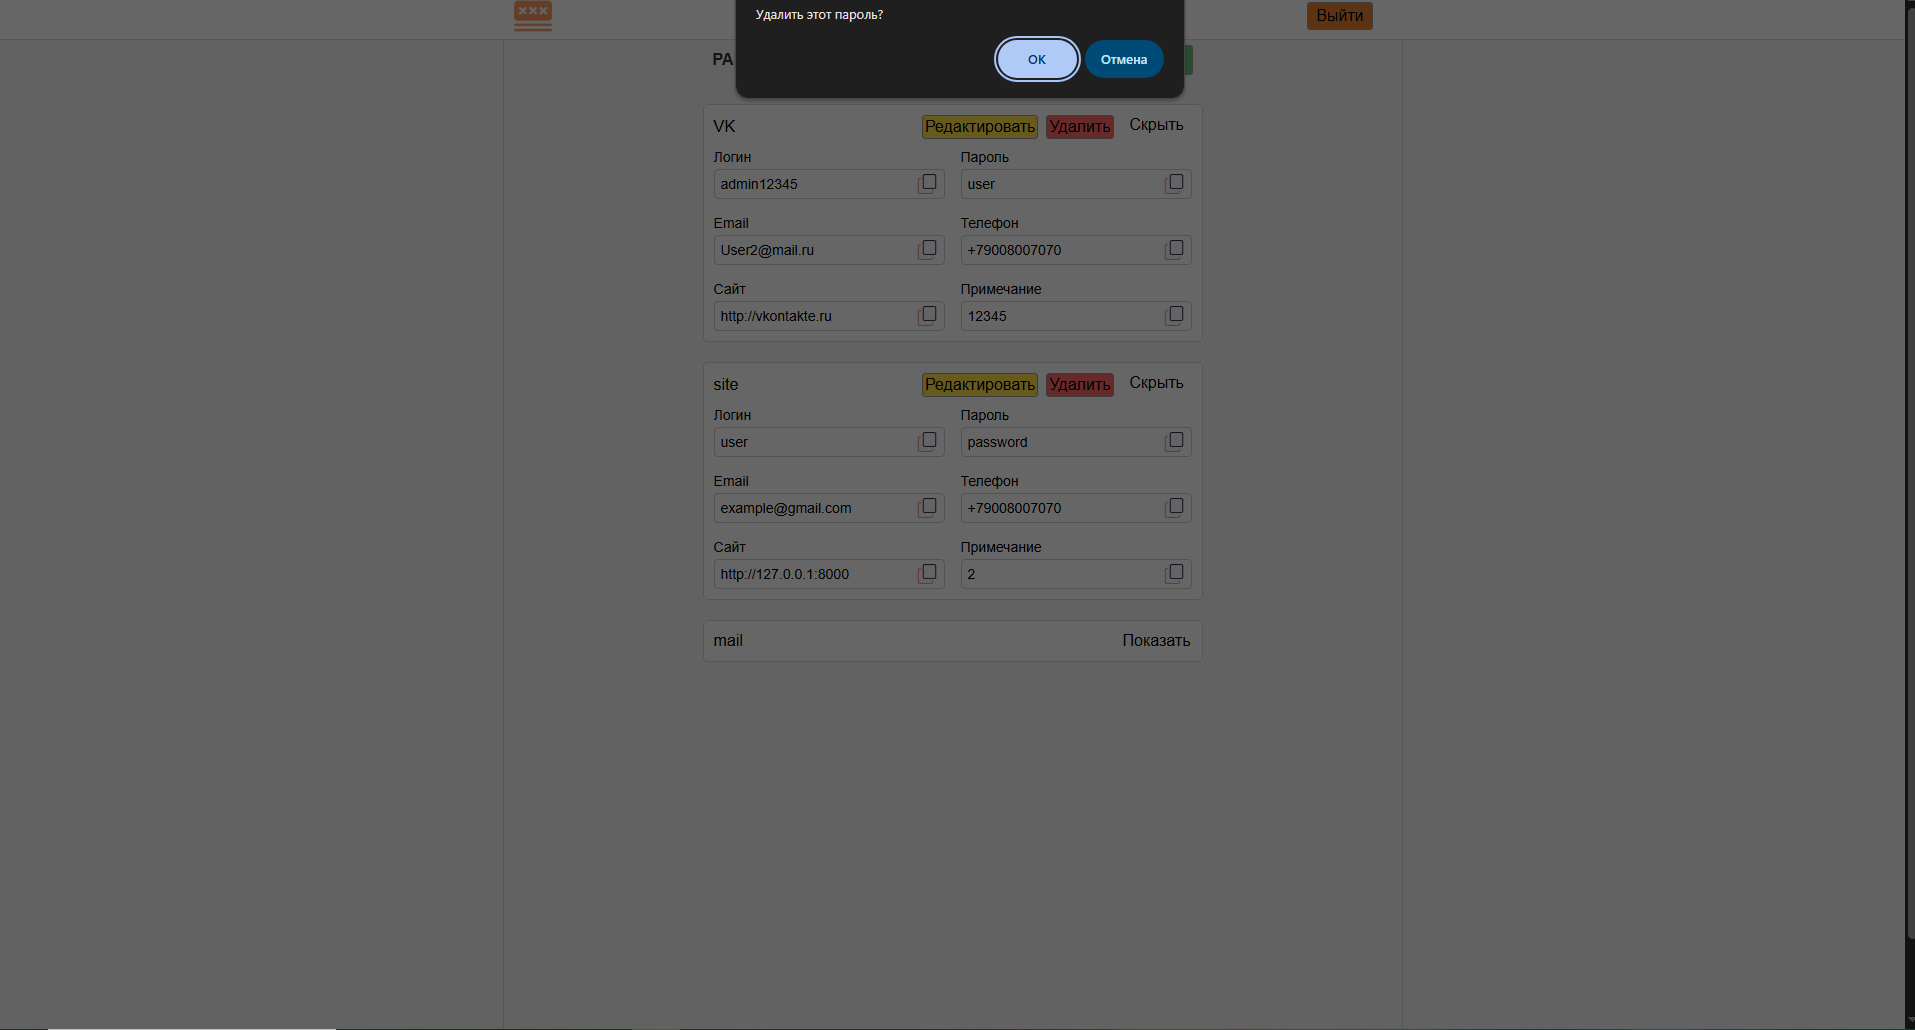 ×××
Удалить этот пароль?
Выйти
ОК
Отмена
PA
VK
Редактировать
Удалить
Скрыть
Логин
Пароль
admin12345
user
Email
Телефон
User2@mail.ru
+79008007070
Сайт
Примечание
http://vkontakte.ru
12345
site
Редактировать
Удалить
Скрыть
Логин
Пароль
user
password
Email
Телефон
example@gmail.com
+79008007070
Сайт
Примечание
http://127.0.0.1:8000
2
mail
Показать